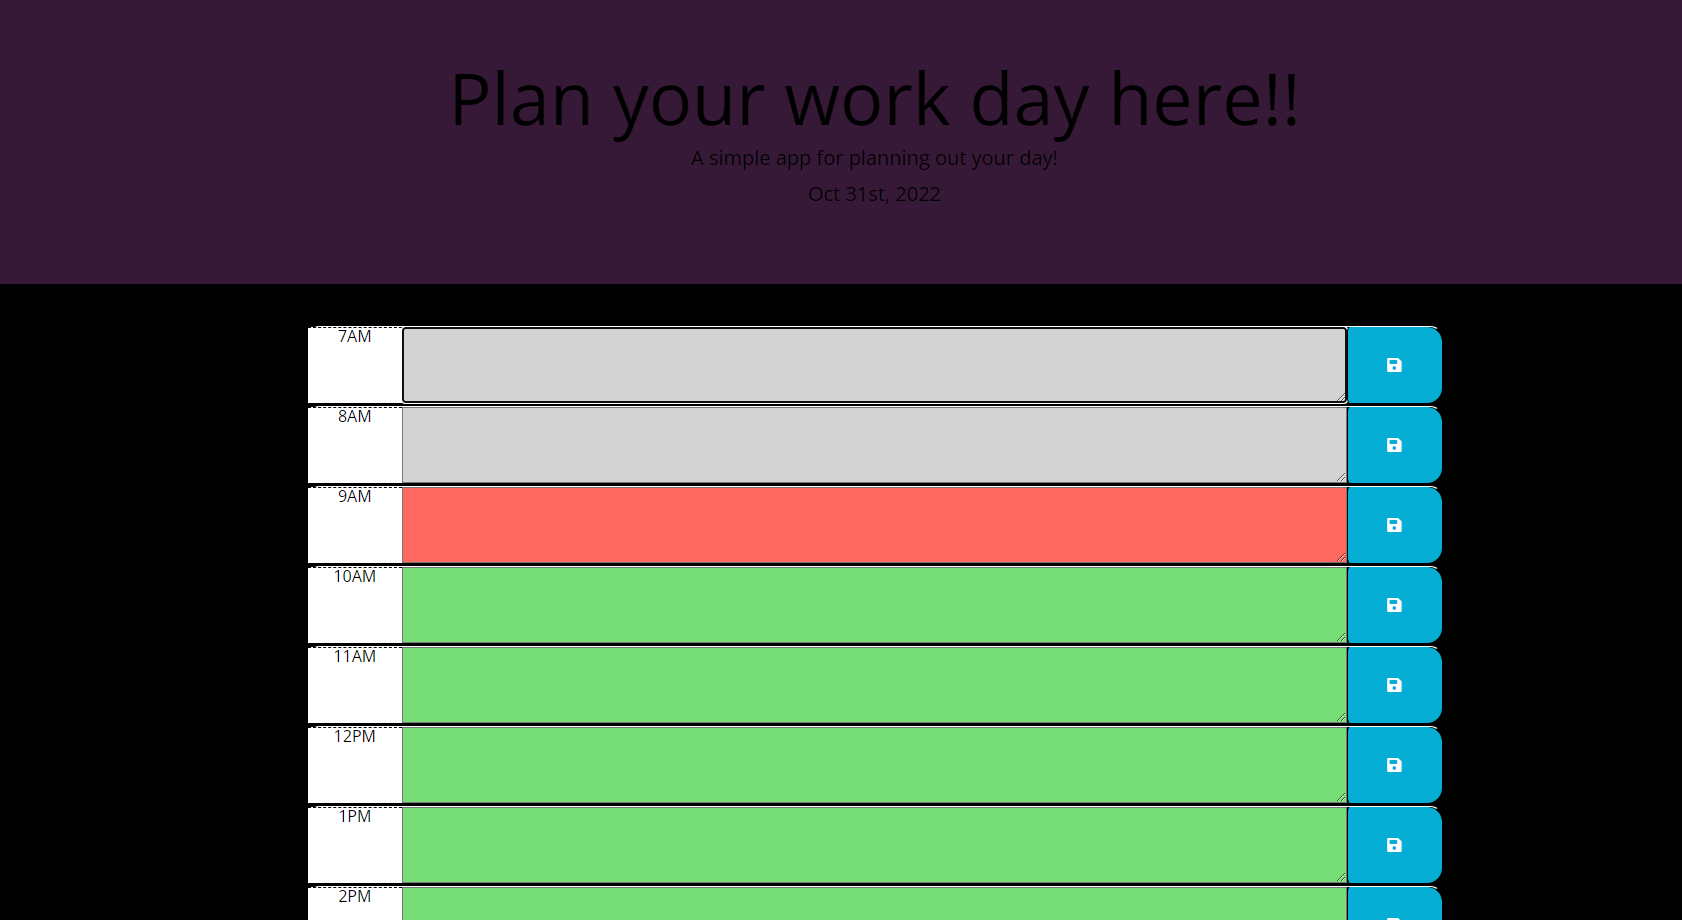 Plan your work day here!!
A simple app for planning out your day!
Oct 31st, 2022
7AM
8AM
9AM
10AM
11AM
12PM
1PM
2PM